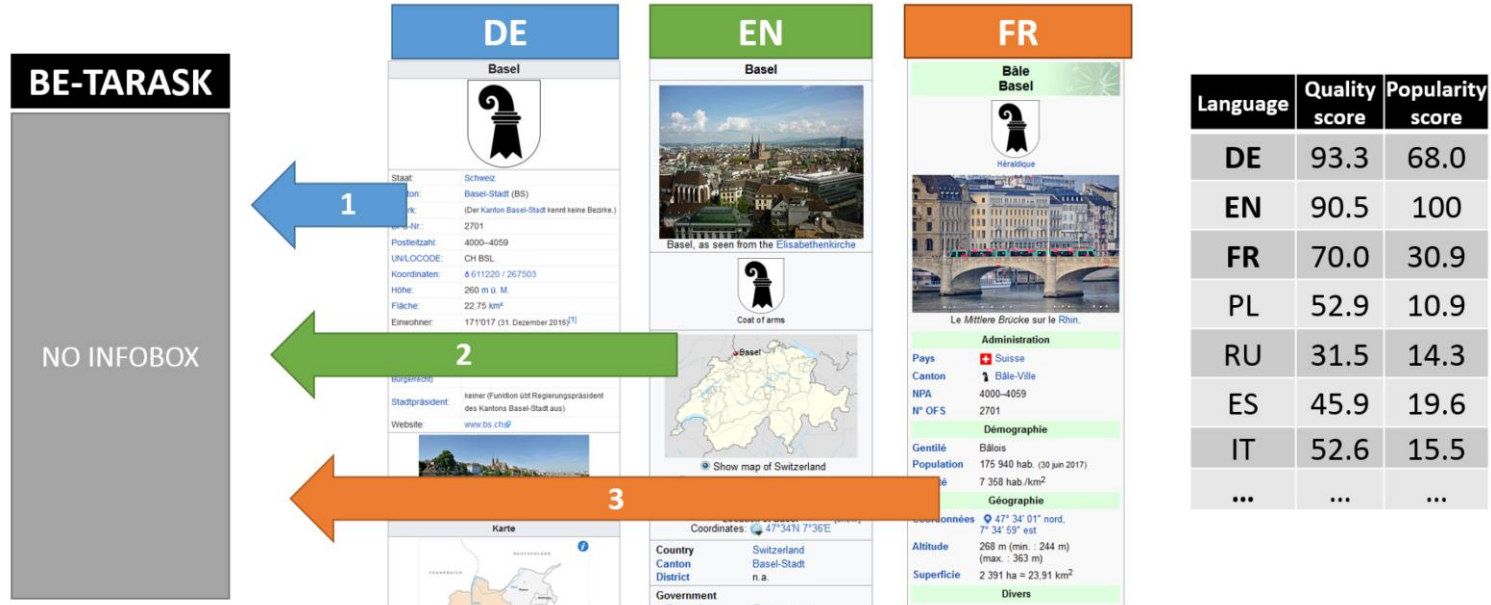 BE-TARASK
NO INFOBOX
DE
Basel
Staat: Schweiz
Basel-Stadt (BS)
(Der Kanton Basel-Stadt kennt keine Bezirke.)
2701
Postleitzahl: 4000–4059
UN/LOCODE: CH BSL
Koordinaten: 611220 / 267503
Höhe: 260 m ü. M.
Fläche: 22,75 km²
Einwohner: 171'017 (31. Dezember 2016)[1]
Bürgerrecht)
Stadtpräsident: keiner (Funktion übt Regierungspräsident
des Kantons Basel-Stadt aus)
Website: www.bs.ch
Karte
DEUTSCHLAND
FRANKREICH
1
2
3
EN
Basel
Basel, as seen from the Elisabethenkirche
Coat of arms
Basel
Show map of Switzerland
Coordinates: 47°34′N 7°36′E
Country Switzerland
Canton Basel-Stadt
District n.a.
Government
FR
Bâle
Basel
Héraldique
Le Mittlere Brücke sur le Rhin.
Administration
Pays Suisse
Canton Bâle-Ville
NPA 4000–4059
N° OFS 2701
Démographie
Gentilé Bâlois
Population 175 940 hab. (30 juin 2017)
7 358 hab./km²
Géographie
Coordonnées 47° 34′ 01″ nord,
7° 34′ 59″ est
Altitude 268 m (min. : 244 m)
(max. : 363 m)
Superficie 2 391 ha = 23,91 km²
Divers
Language Quality score Popularity score
DE 93.3 68.0
EN 90.5 100
FR 70.0 30.9
PL 52.9 10.9
RU 31.5 14.3
ES 45.9 19.6
IT 52.6 15.5
... ... ...